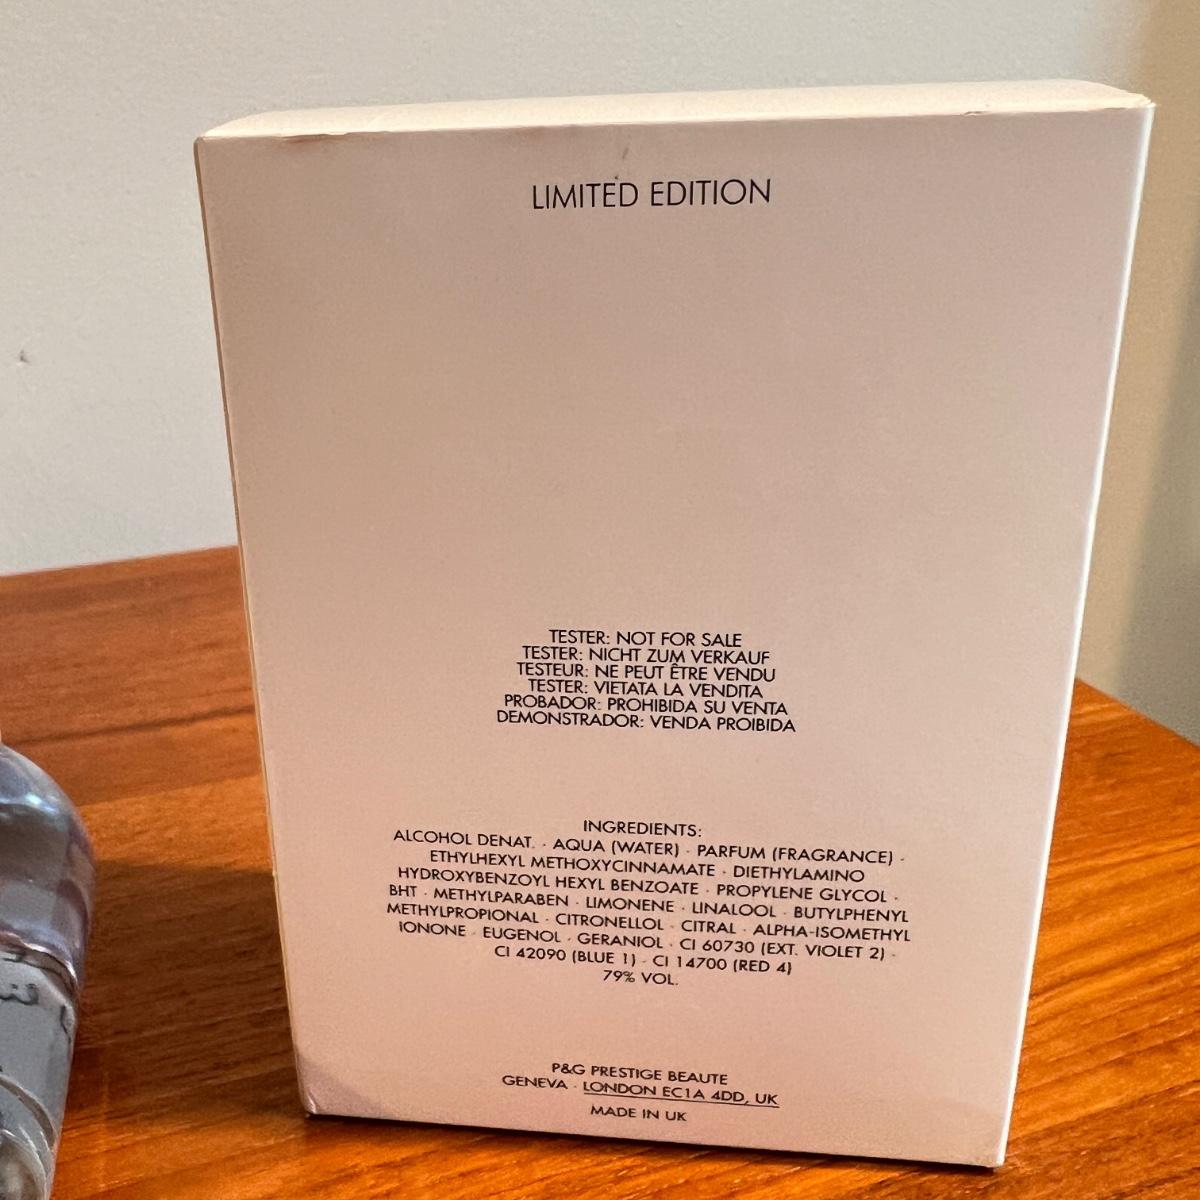 LIMITED EDITION
TESTER: NOT FOR SALE
TESTER: NICHT ZUM VERKAUF
TESTEUR: NE PEUT ÊTRE VENDU
TESTER: VIETATA LA VENDITA
PROBADOR: PROHIBIDA SU VENTA
DEMONSTRADOR: VENDA PROIBIDA
INGREDIENTS:
ALCOHOL DENAT. · AQUA (WATER) · PARFUM (FRAGRANCE) ·
ETHYLHEXYL METHOXYCINNAMATE · DIETHYLAMINO
HYDROXYBENZOYL HEXYL BENZOATE · PROPYLENE GLYCOL ·
BHT · METHYLPARABEN · LIMONENE · LINALOOL · BUTYLPHENYL
METHYLPROPIONAL · CITRONELLOL · CITRAL · ALPHA-ISOMETHYL
IONONE · EUGENOL · GERANIOL · CI 60730 (EXT. VIOLET 2) ·
CI 42090 (BLUE 1) · CI 14700 (RED 4)
79% VOL.
P&G PRESTIGE BEAUTE
GENEVA · LONDON EC1A 4DD, UK
MADE IN UK